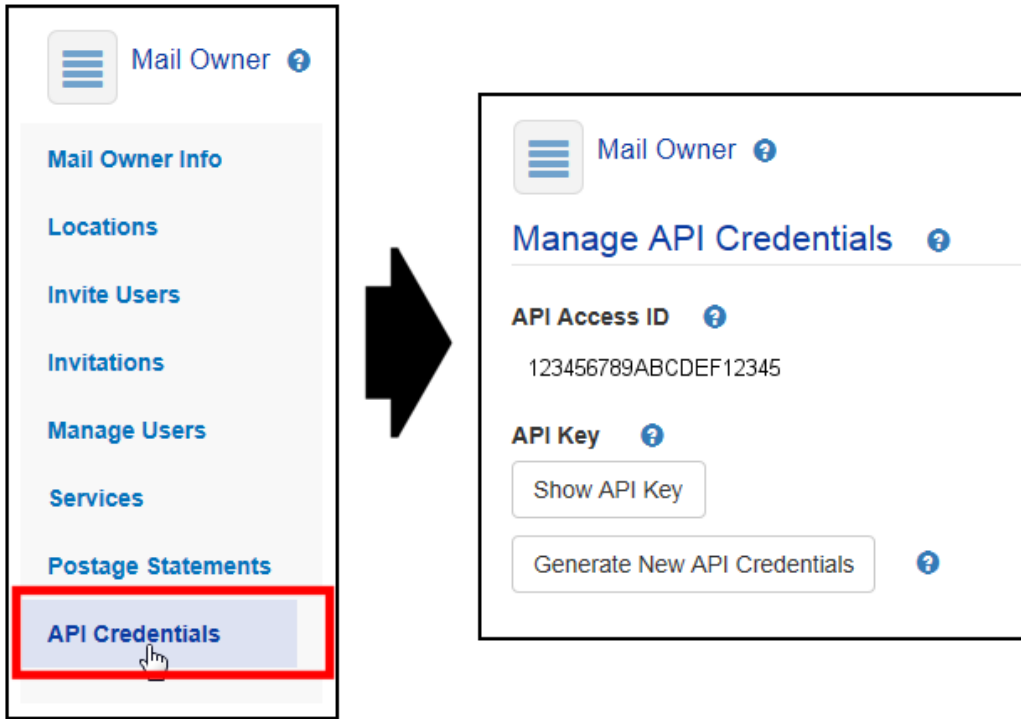 Mail Owner
Mail Owner Info
Locations
Invite Users
Invitations
Manage Users
Services
Postage Statements
API Credentials
Mail Owner
Manage API Credentials
API Access ID
123456789ABCDEF12345
API Key
Show API Key
Generate New API Credentials